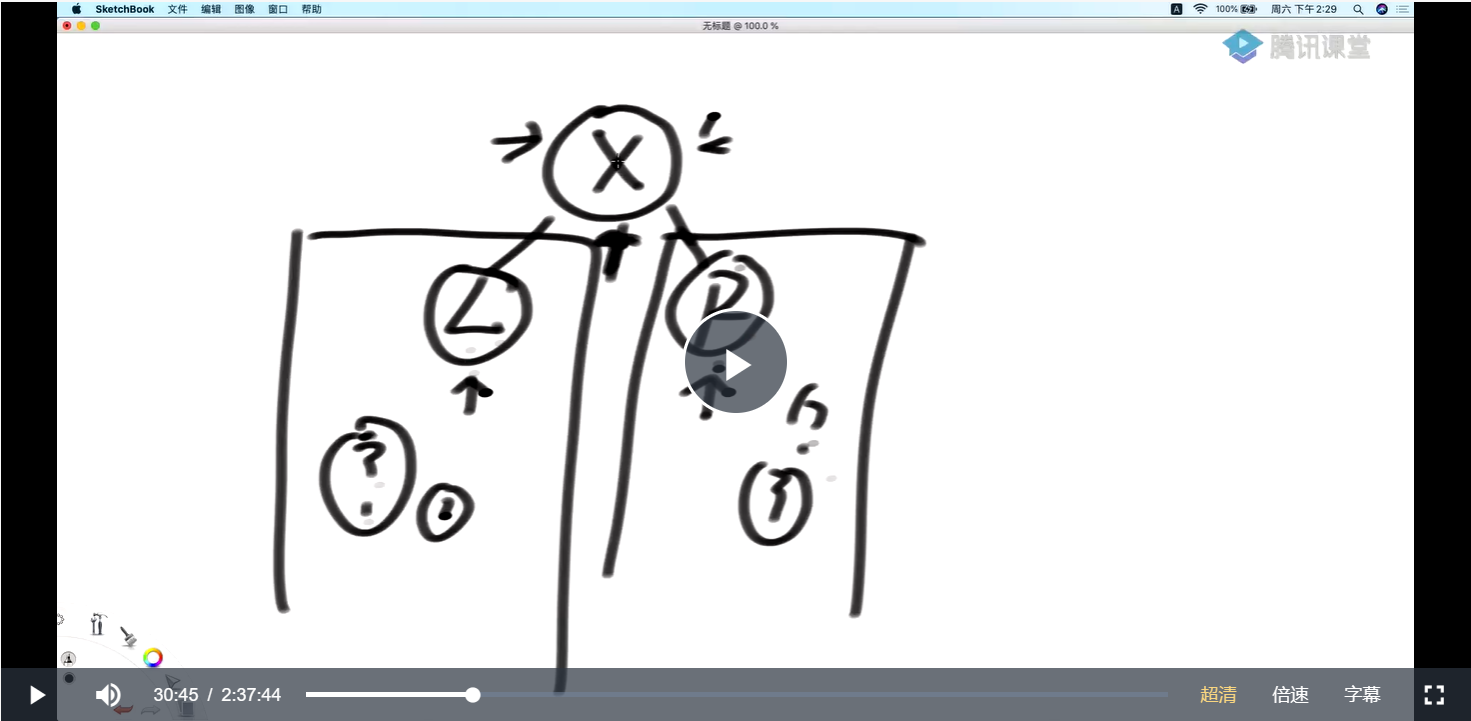 SketchBook 文件 编辑 图像 窗口 帮助
A 100% 周六 下午2:29
无标题 @ 100.0 %
腾讯课堂
X
L
?
1
30:45 / 2:37:44 超清 倍速 字幕